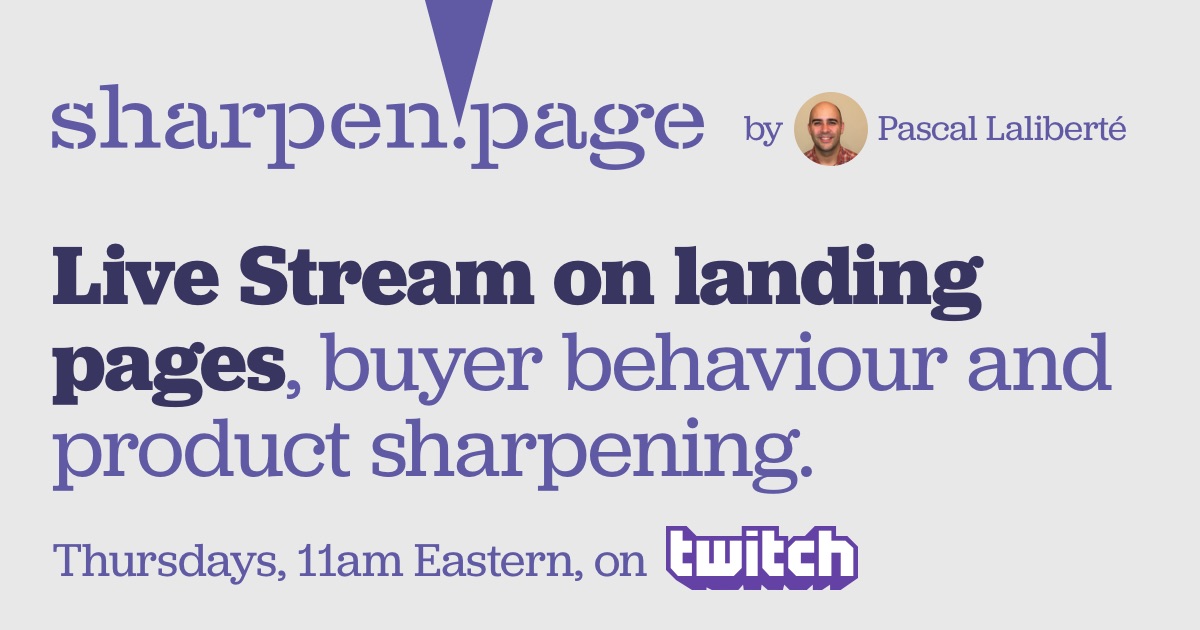 sharpen.page by Pascal Laliberté
Live Stream on landing
pages, buyer behaviour and
product sharpening.
Thursdays, 11am Eastern, on twitch